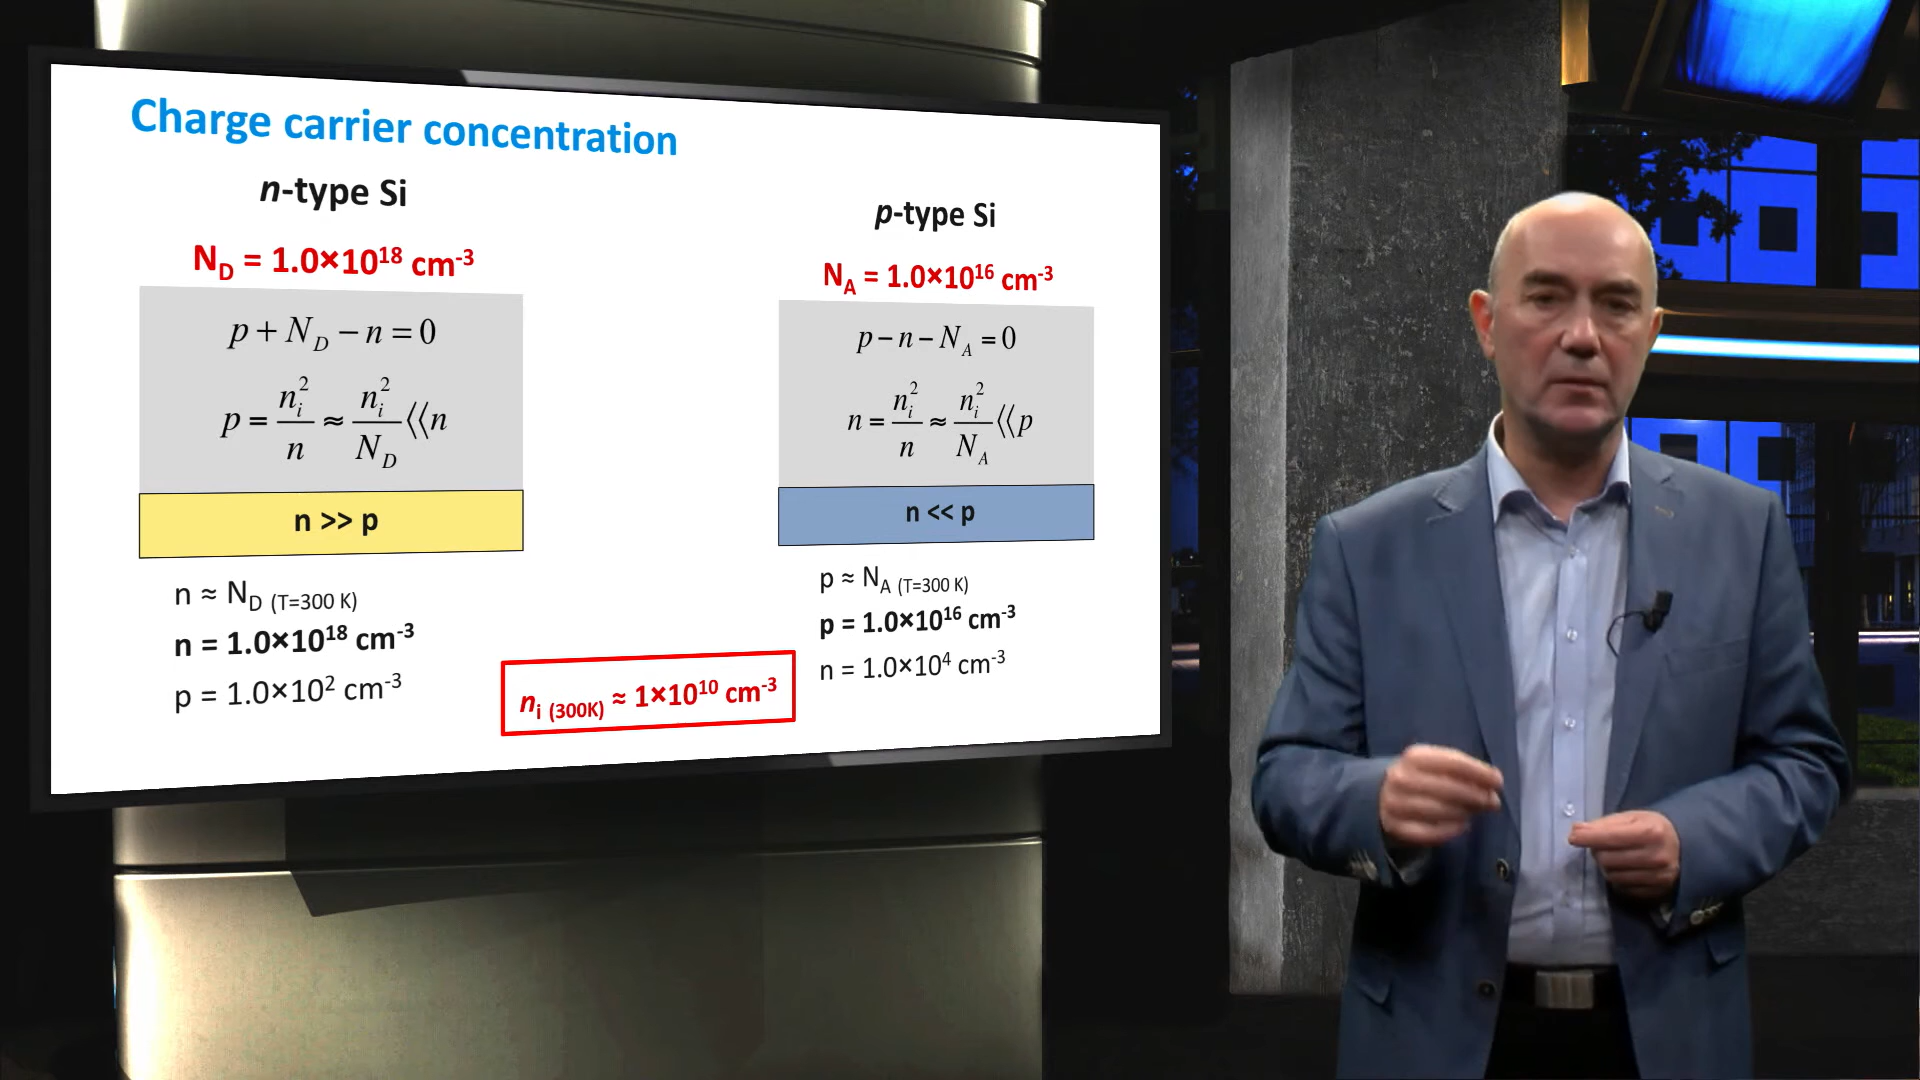 Charge carrier concentration
n-type Si
N_D = 1.0×10^18 cm^-3
p + N_D − n = 0
p = n_i^2 / n ≈ n_i^2 / N_D ⟨⟨ n
n >> p
n ≈ N_D (T=300 K)
n = 1.0×10^18 cm^-3
p = 1.0×10^2 cm^-3
n_i (300K) ≈ 1×10^10 cm^-3
p-type Si
N_A = 1.0×10^16 cm^-3
p − n − N_A = 0
n = n_i^2 / n ≈ n_i^2 / N_A ⟨⟨ p
n << p
p ≈ N_A (T=300 K)
p = 1.0×10^16 cm^-3
n = 1.0×10^4 cm^-3